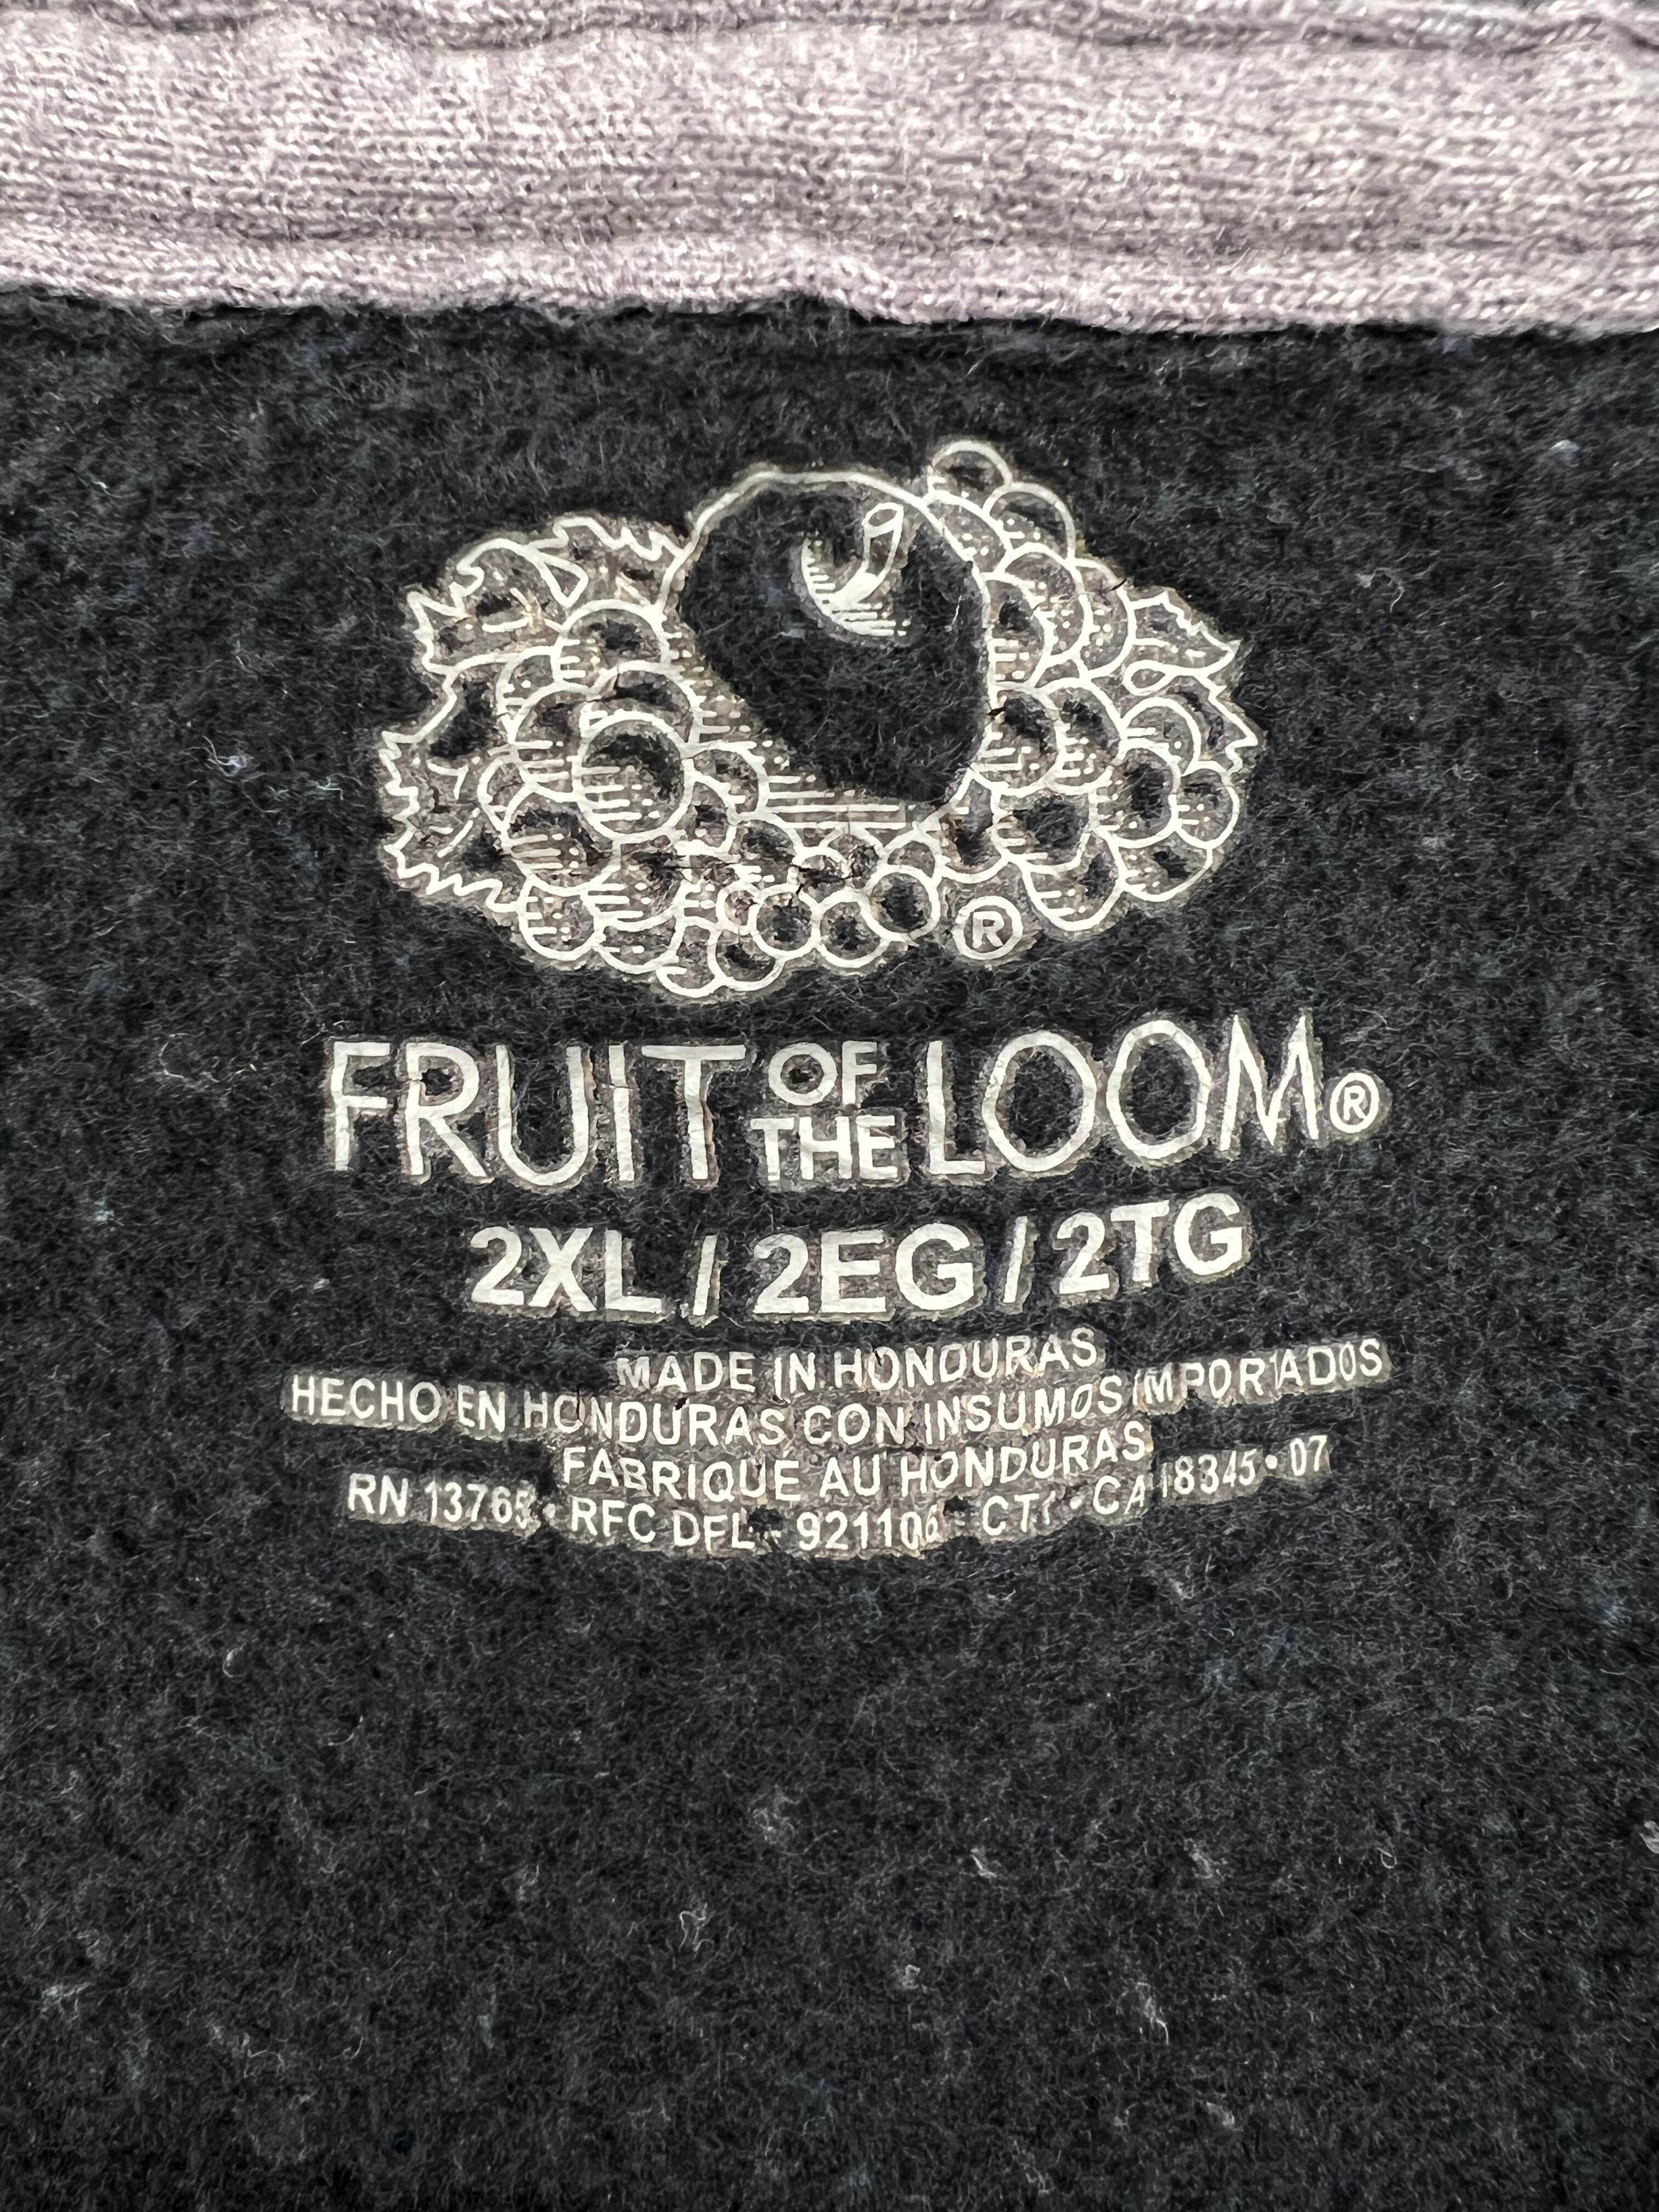 ®
FRUIT OF THE LOOM®
2XL / 2EG / 2TG
MADE IN HONDURAS
HECHO EN HONDURAS CON INSUMOS IMPORTADOS
FABRIQUE AU HONDURAS
RN 13765 • RFC DFL - 921106 - CT1 • CA 18345 • 07